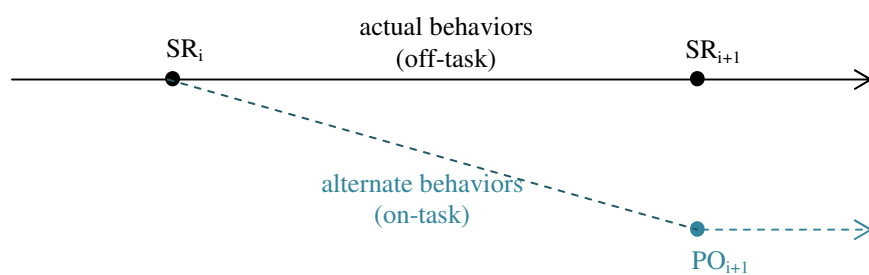 actual behaviors
(off-task)
SRᵢ
SRᵢ₊₁
alternate behaviors
(on-task)
POᵢ₊₁